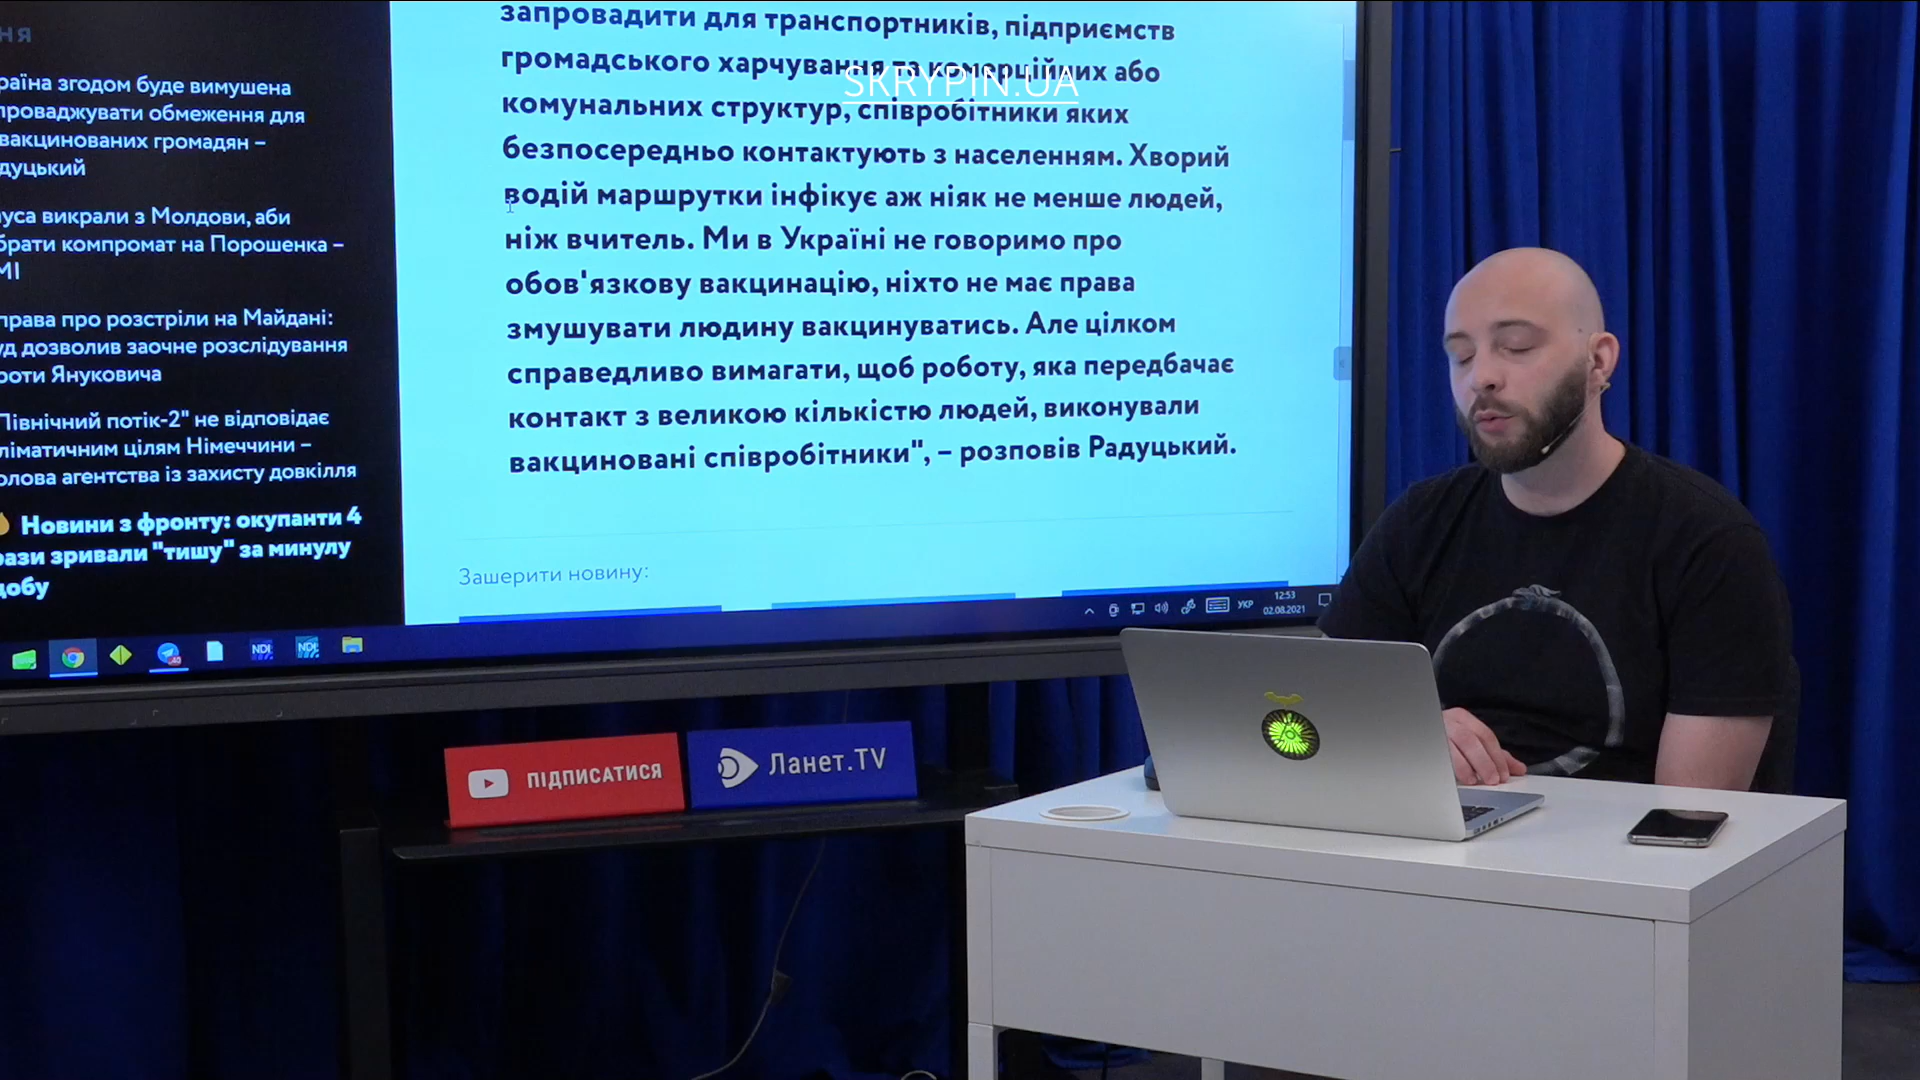 ня
раїна згодом буде вимушена
проваджувати обмеження для
вакцинованих громадян –
дуцький
уса викрали з Молдови, аби
брати компромат на Порошенка –
МІ
права про розстріли на Майдані:
уд дозволив заочне розслідування
роти Януковича
Північний потік-2" не відповідає
ліматичним цілям Німеччини –
олова агентства із захисту довкілля
Новини з фронту: окупанти 4
рази зривали "тишу" за минулу
добу
запровадити для транспортників, підприємств
громадського харчування та комерційних або
комунальних структур, співробітники яких
безпосередньо контактують з населенням. Хворий
водій маршрутки інфікує аж ніяк не менше людей,
ніж вчитель. Ми в Україні не говоримо про
обов'язкову вакцинацію, ніхто не має права
змушувати людину вакцинуватись. Але цілком
справедливо вимагати, щоб роботу, яка передбачає
контакт з великою кількістю людей, виконували
вакциновані співробітники", – розповів Радуцький.
SKRYPIN.UA
Зашерити новину:
УКР
12:53
02.08.2021
NDI
NDI
ПІДПИСАТИСЯ
Ланет.TV